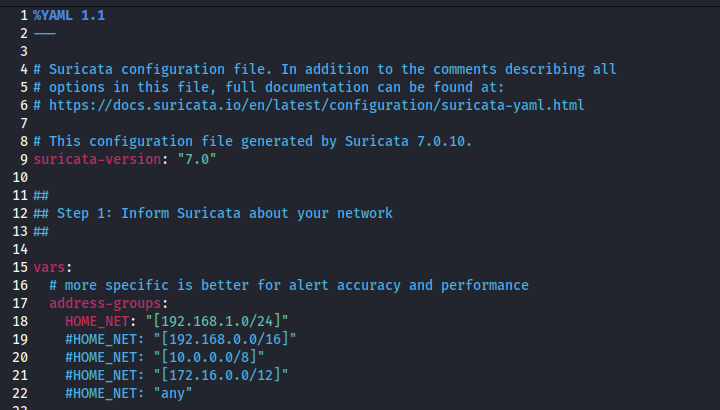 1 %YAML 1.1
2 ---
3
4 # Suricata configuration file. In addition to the comments describing all
5 # options in this file, full documentation can be found at:
6 # https://docs.suricata.io/en/latest/configuration/suricata-yaml.html
7
8 # This configuration file generated by Suricata 7.0.10.
9 suricata-version: "7.0"
10
11 ##
12 ## Step 1: Inform Suricata about your network
13 ##
14
15 vars:
16   # more specific is better for alert accuracy and performance
17   address-groups:
18     HOME_NET: "[192.168.1.0/24]"
19     #HOME_NET: "[192.168.0.0/16]"
20     #HOME_NET: "[10.0.0.0/8]"
21     #HOME_NET: "[172.16.0.0/12]"
22     #HOME_NET: "any"